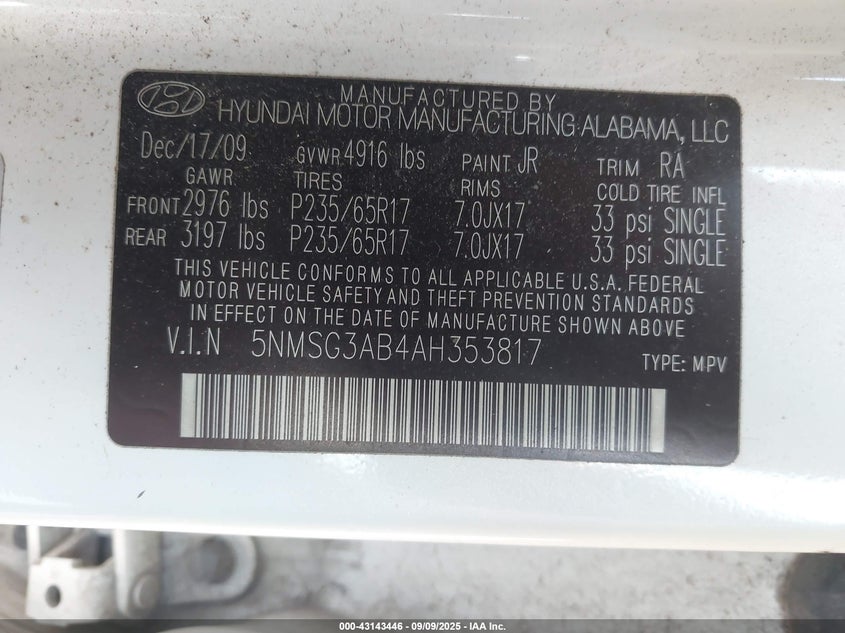 MANUFACTURED BY
HYUNDAI MOTOR MANUFACTURING ALABAMA, LLC
Dec/17/09 GVWR 4916 lbs PAINT JR TRIM RA
GAWR TIRES RIMS COLD TIRE INFL
FRONT 2976 lbs P235/65R17 7.0JX17 33 psi SINGLE
REAR 3197 lbs P235/65R17 7.0JX17 33 psi SINGLE
THIS VEHICLE CONFORMS TO ALL APPLICABLE U.S.A. FEDERAL
MOTOR VEHICLE SAFETY AND THEFT PREVENTION STANDARDS
IN EFFECT ON THE DATE OF MANUFACTURE SHOWN ABOVE
V.I.N 5NMSG3AB4AH353817 TYPE: MPV
000-43143446 - 09/09/2025 - IAA Inc.